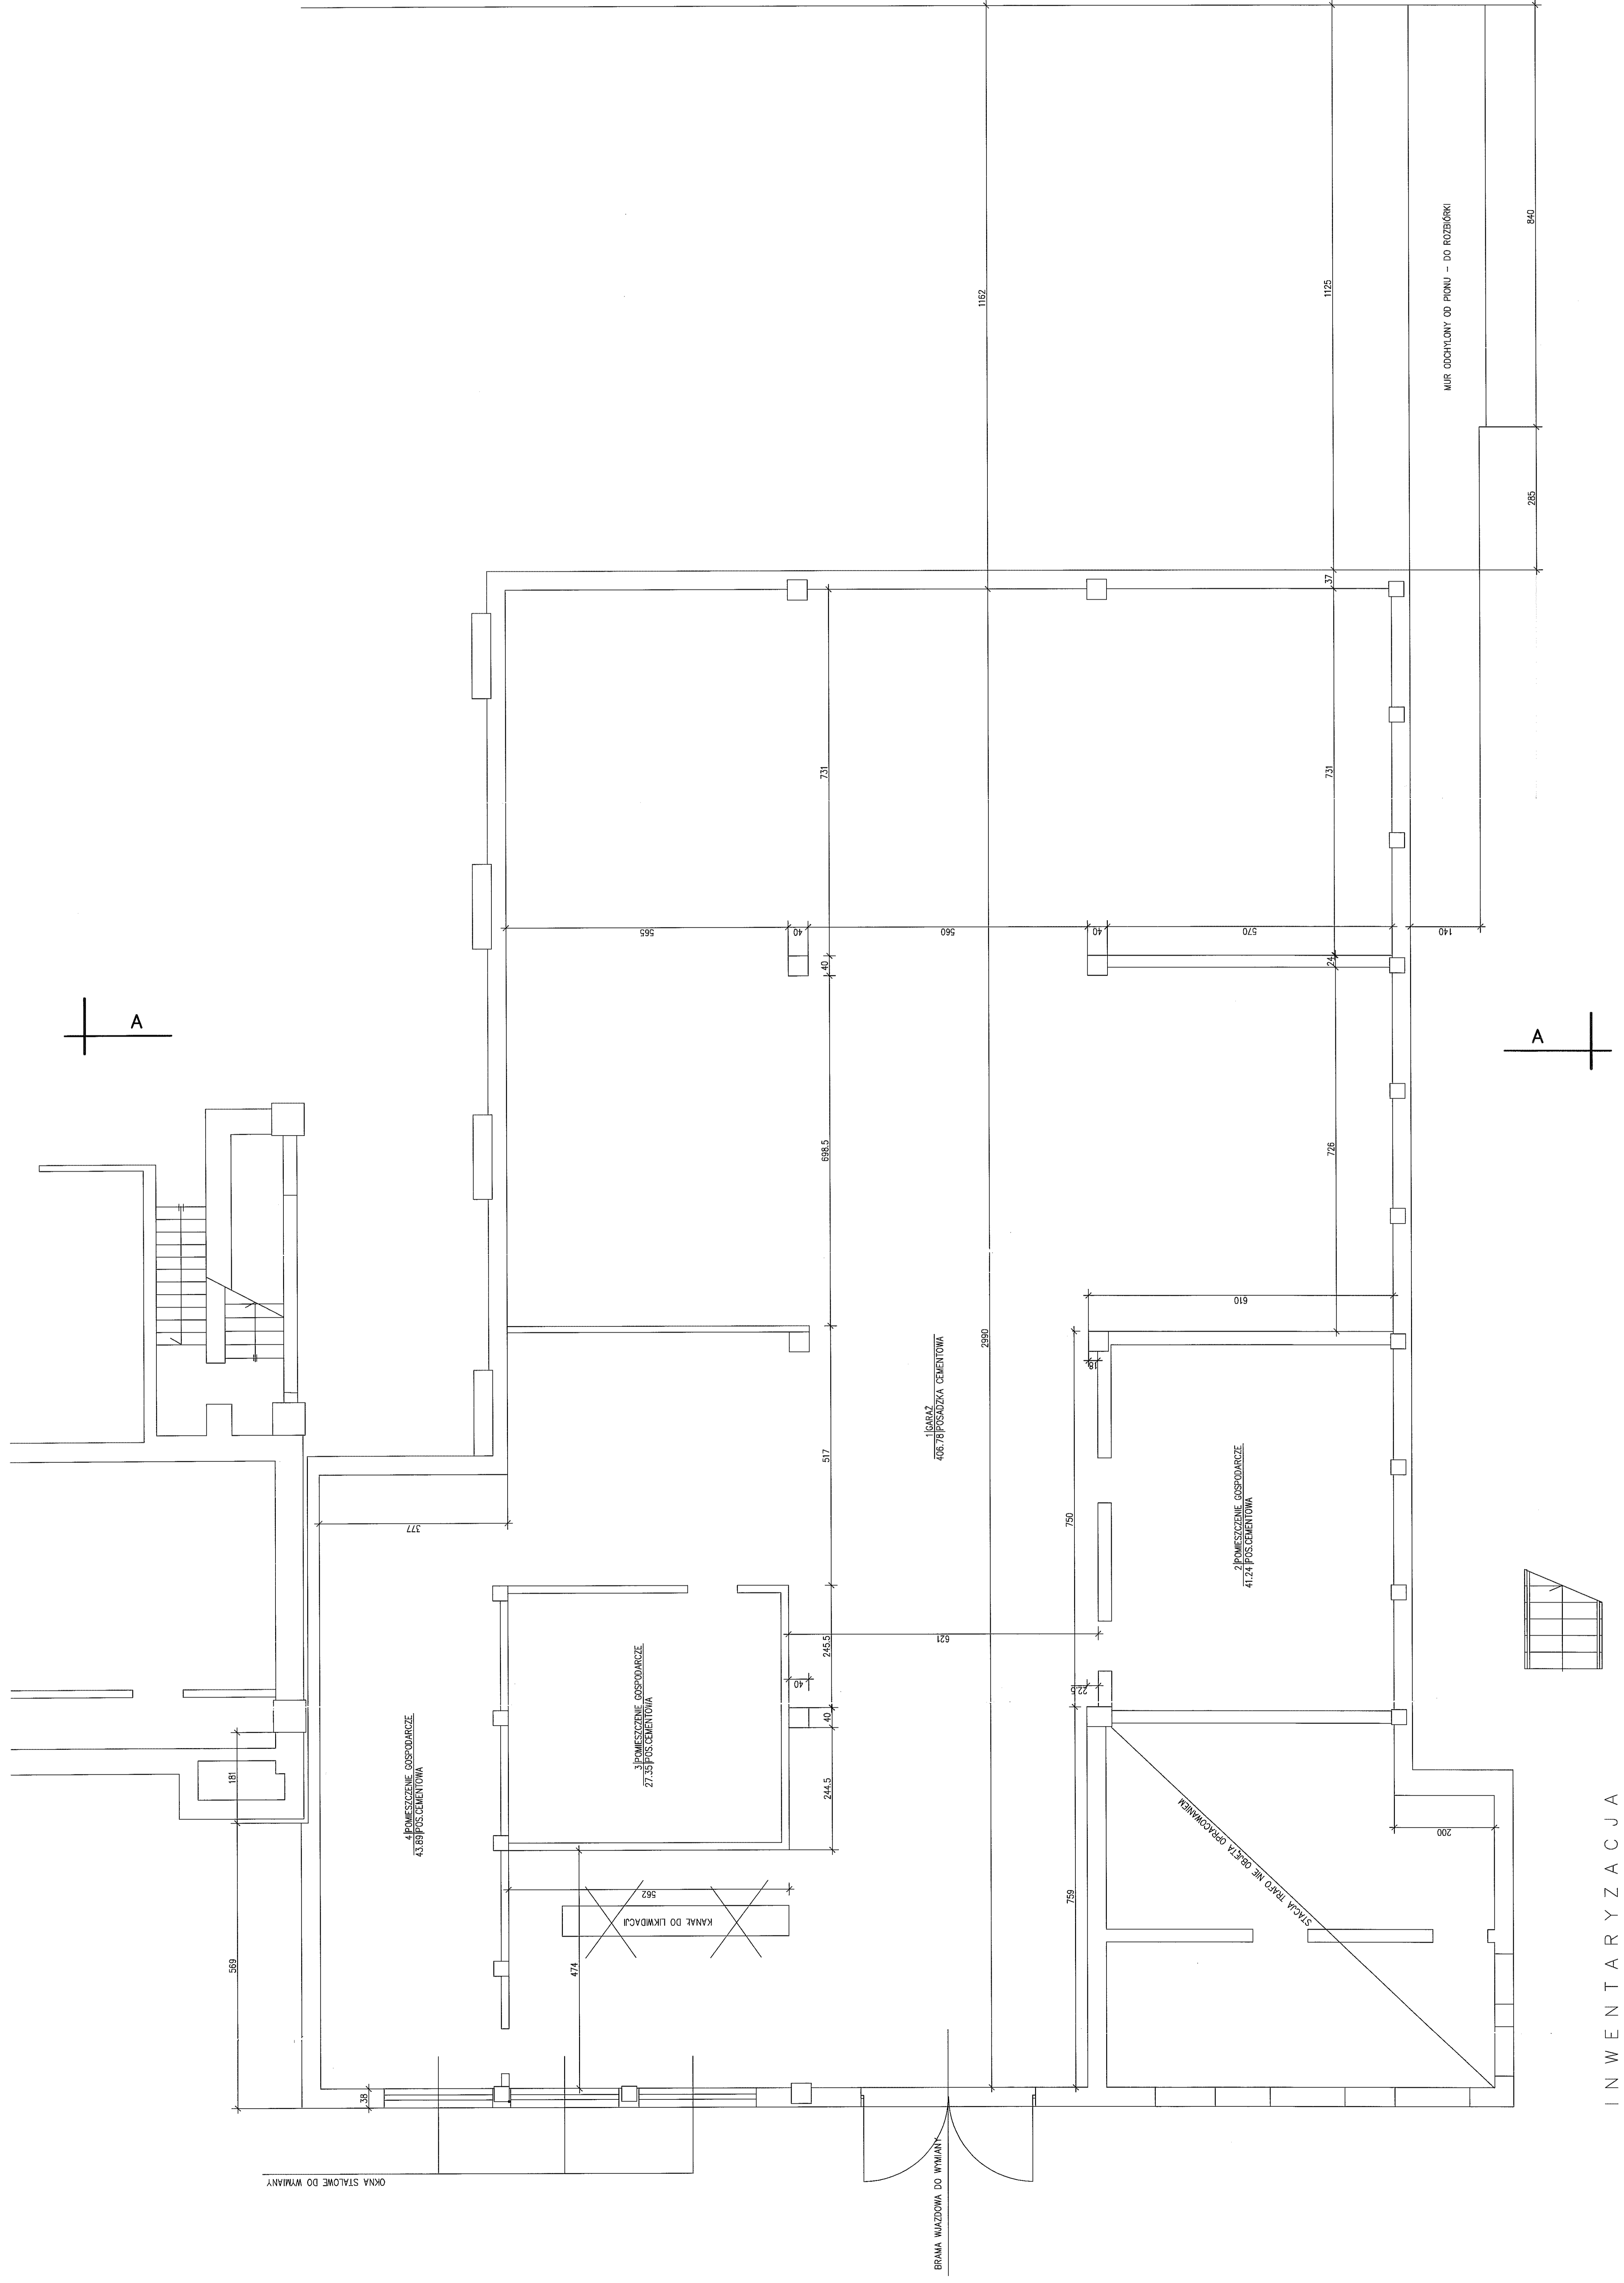 1162
1125
840
MUR ODCHYLONY OD PIONU - DO ROZBIÓRKI
285
37
731
731
565
40
560
40
570
140
40
24
A
A
698.5
726
610
2990
1 GARAŻ
406.78 POSADZKA CEMENTOWA
18
517
377
750
2 POMIESZCZENIE GOSPODARCZE
41.24 POS.CEMENTOWA
621
245.5
40
22.5
3 POMIESZCZENIE GOSPODARCZE
27.35 POS.CEMENTOWA
40
4 POMIESZCZENIE GOSPODARCZE
43.89 POS.CEMENTOWA
181
244.5
STACJA TRAFO NIE OBJĘTA OPRACOWANIEM
200
562
KANAŁ DO LIKWIDACJI
759
569
474
38
OKNA STALOWE DO WYMIANY
BRAMA WJAZDOWA DO WYMIANY
INWENTARYZACJA